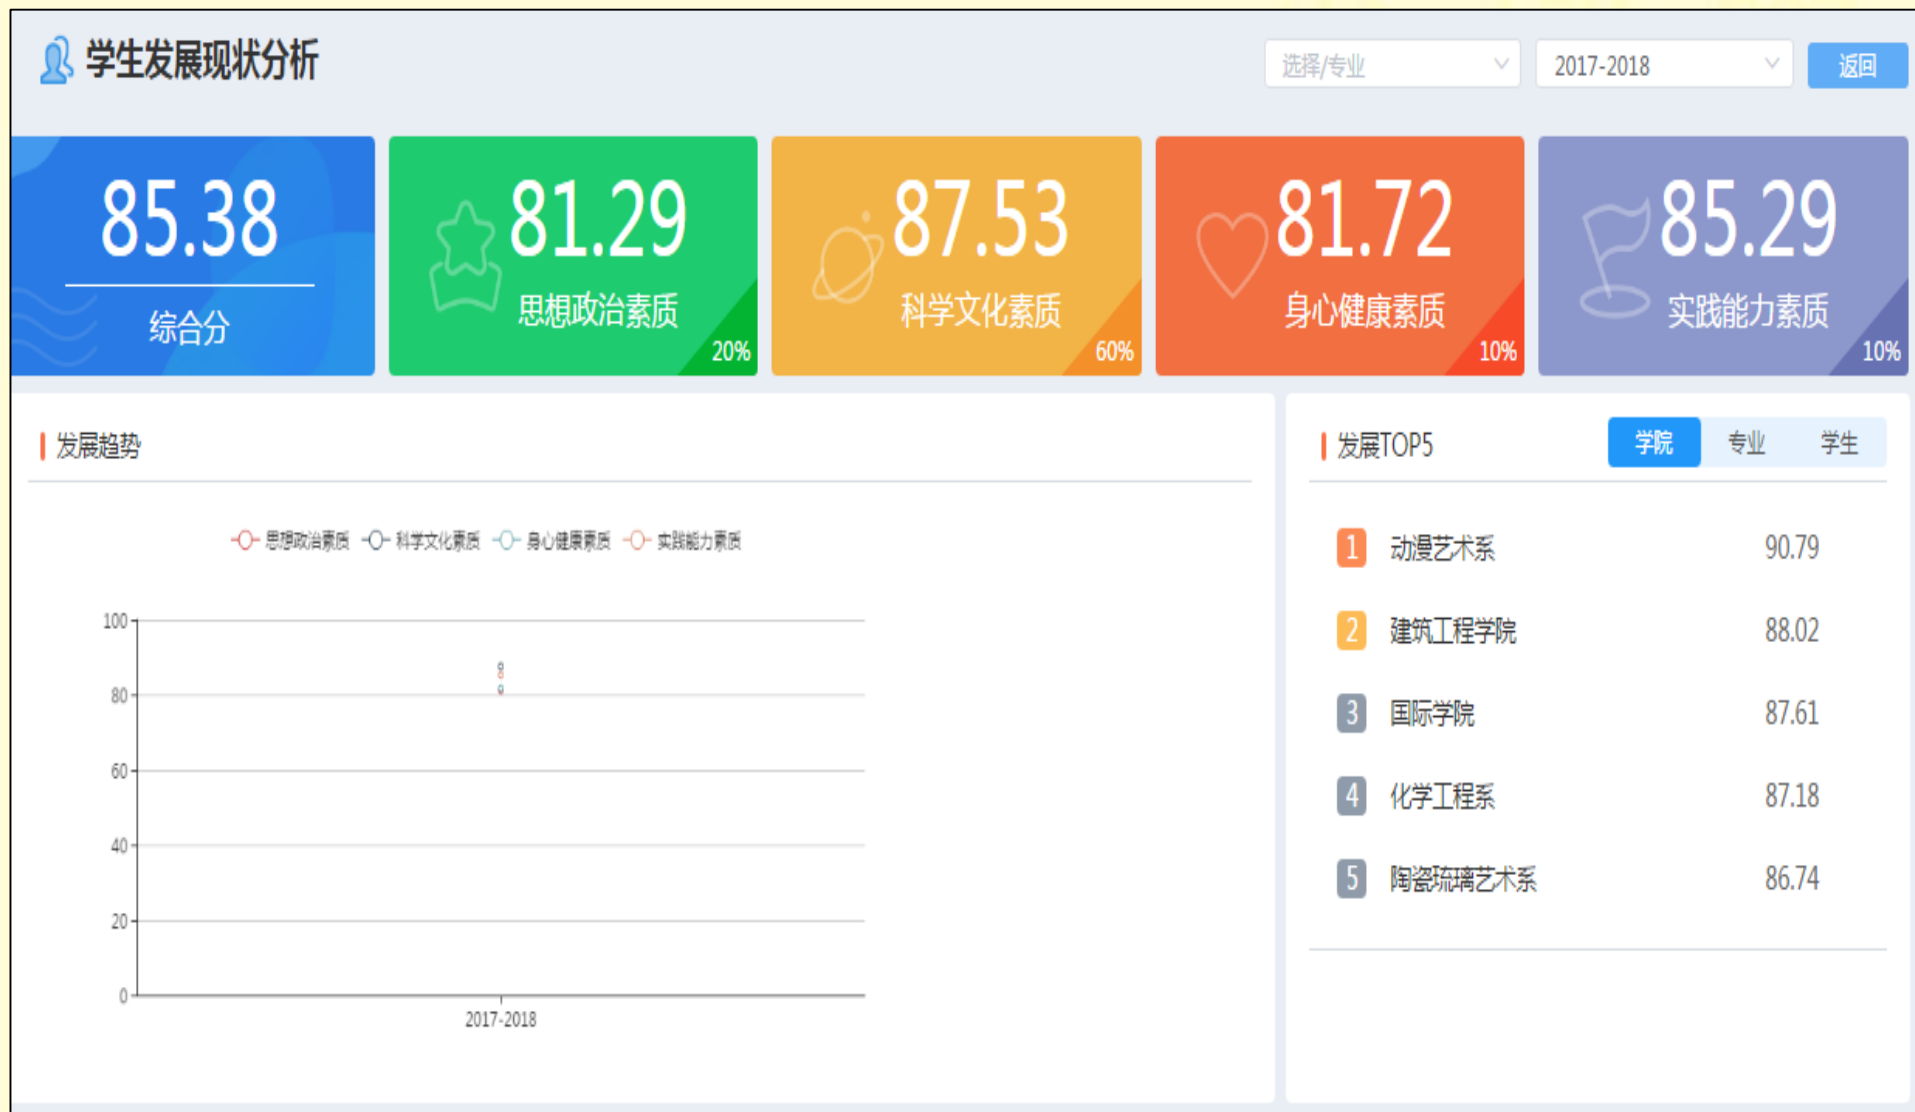 学生发展现状分析
选择/专业
2017-2018
返回
85.38
综合分
81.29
思想政治素质
20%
87.53
科学文化素质
60%
81.72
身心健康素质
10%
85.29
实践能力素质
10%
发展趋势
思想政治素质 科学文化素质 身心健康素质 实践能力素质
100
80
60
40
20
0
2017-2018
发展TOP5
学院 专业 学生
1 动漫艺术系 90.79
2 建筑工程学院 88.02
3 国际学院 87.61
4 化学工程系 87.18
5 陶瓷琉璃艺术系 86.74